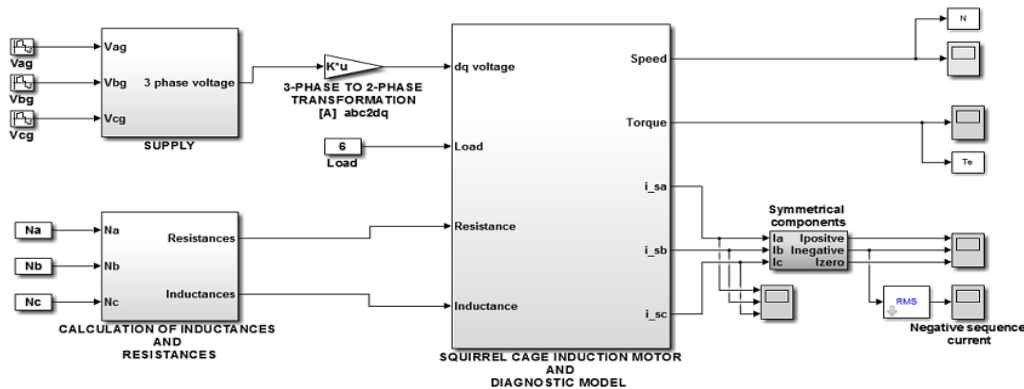 Vag
Vbg
Vcg
Vag
Vbg
Vcg
3 phase voltage
SUPPLY
K*u
3-PHASE TO 2-PHASE
TRANSFORMATION
[A] abc2dq
6
Load
Na
Nb
Nc
Na
Nb
Nc
Resistances
Inductances
CALCULATION OF INDUCTANCES
AND
RESISTANCES
dq voltage
Load
Resistance
Inductance
Speed
Torque
i_sa
i_sb
i_sc
SQUIRREL CAGE INDUCTION MOTOR
AND
DIAGNOSTIC MODEL
N
Te
Symmetrical
components
Ia
Ib
Ic
Ipositve
Inegative
Izero
RMS
Negative sequence
current